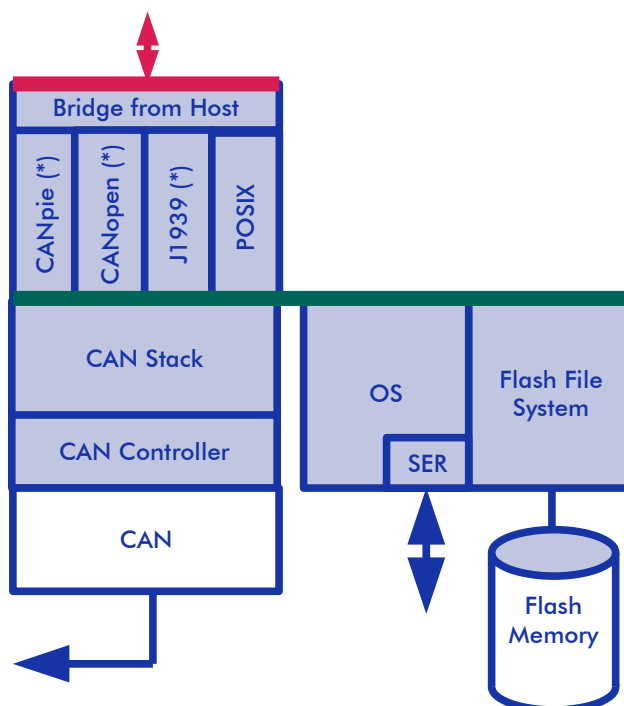 Bridge from Host
CANpie (*)
CANopen (*)
J1939 (*)
POSIX
CAN Stack
OS
Flash File
System
CAN Controller
SER
CAN
Flash
Memory